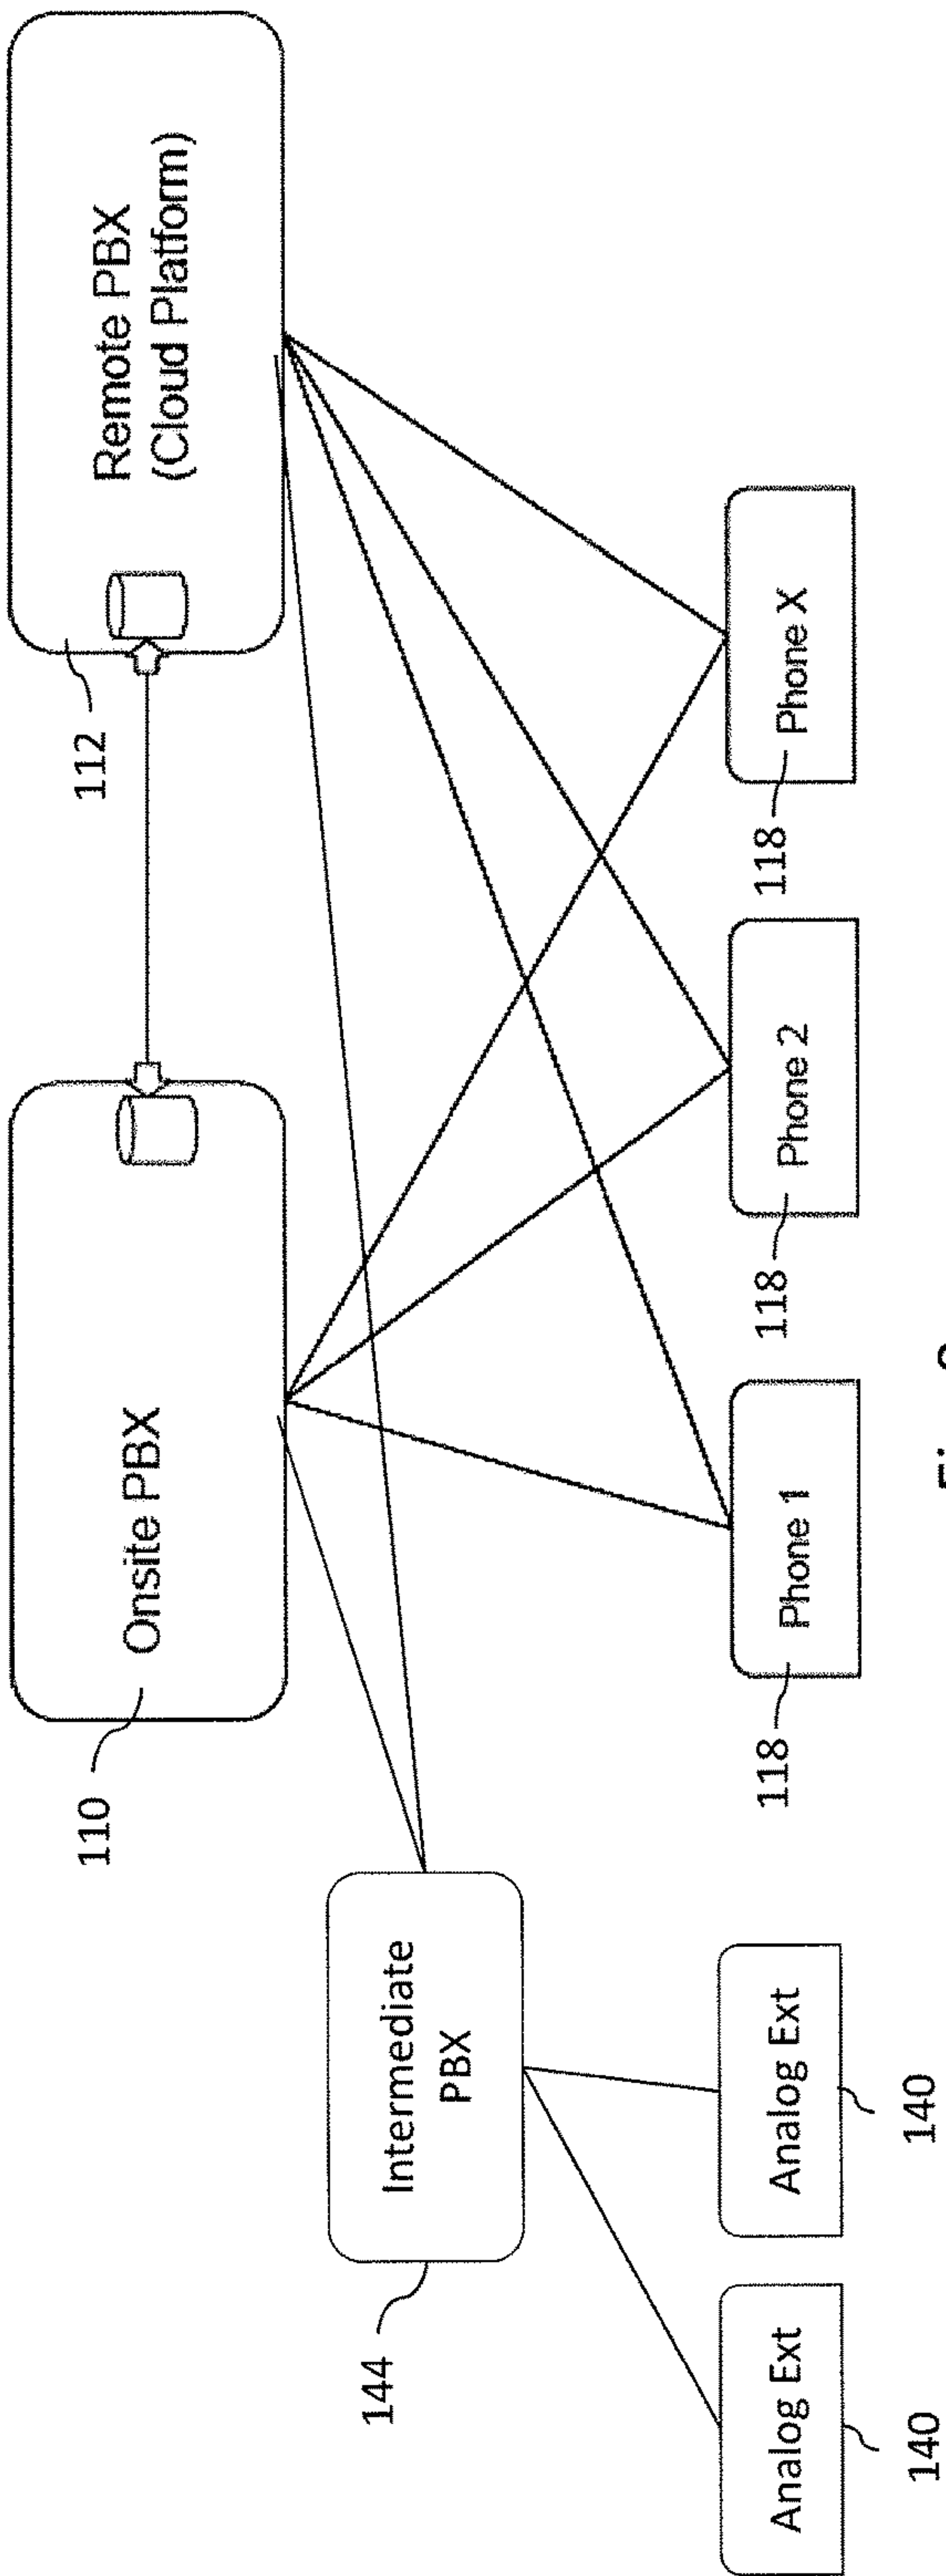 Onsite PBX
110
Remote PBX
(Cloud Platform)
112
Intermediate
PBX
144
Analog Ext
140
Analog Ext
140
Phone 1
118
Phone 2
118
Phone X
118